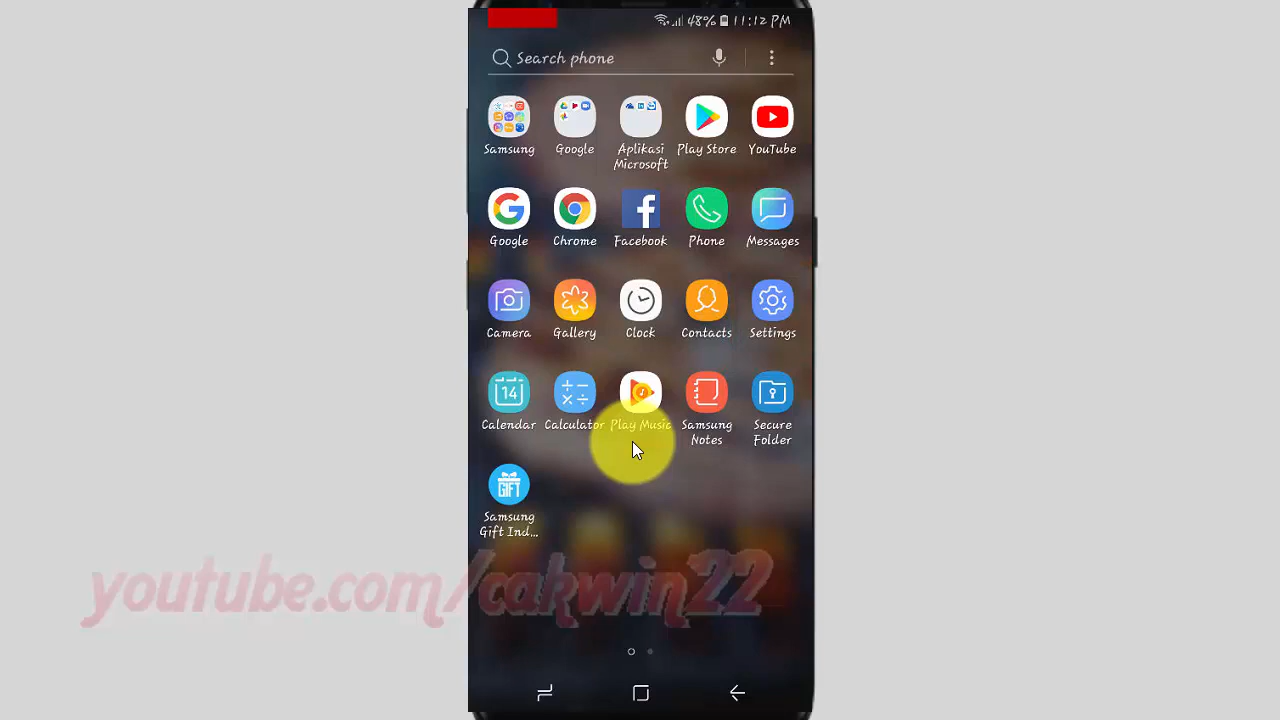 48% 11:12 PM
Search phone
Samsung
Google
Aplikasi
Microsoft
Play Store
YouTube
Google
Chrome
Facebook
Phone
Messages
Camera
Gallery
Clock
Contacts
Settings
14
Calendar
Calculator
Play Music
Samsung
Notes
Secure
Folder
GIFT
Samsung
Gift Ind...
youtube.com/cakwin22